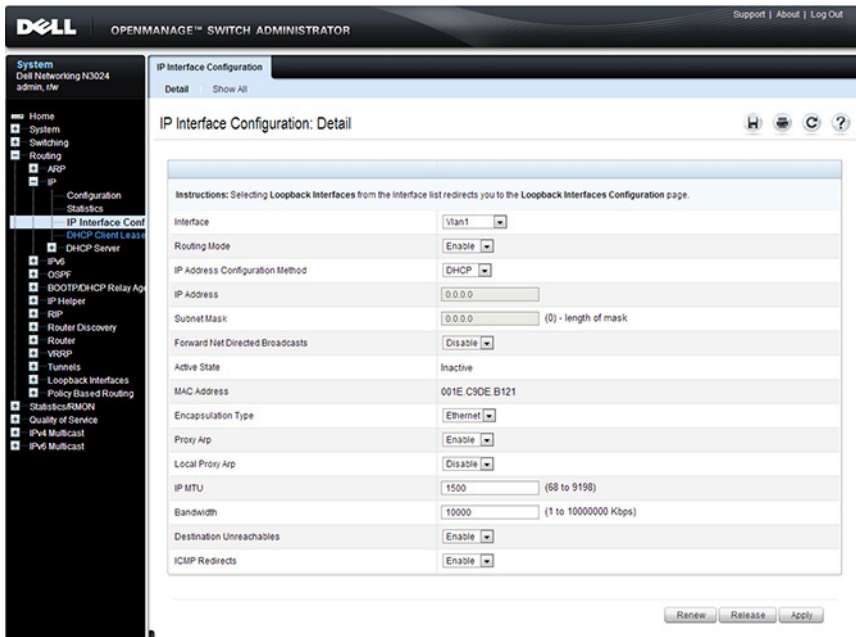 Support | About | Log Out
DELL OPENMANAGE™ SWITCH ADMINISTRATOR
System
Dell Networking N3024
admin, r/w
Home
System
Switching
Routing
ARP
IP
Configuration
Statistics
IP Interface Conf
DHCP Client Lease
DHCP Server
IPv6
OSPF
BOOTP/DHCP Relay Age
IP Helper
RIP
Router Discovery
Router
VRRP
Tunnels
Loopback Interfaces
Policy Based Routing
Statistics/RMON
Quality of Service
IPv4 Multicast
IPv6 Multicast
IP Interface Configuration
Detail Show All
IP Interface Configuration: Detail
Instructions: Selecting Loopback Interfaces from the Interface list redirects you to the Loopback Interfaces Configuration page.
Interface Vlan1
Routing Mode Enable
IP Address Configuration Method DHCP
IP Address 0.0.0.0
Subnet Mask 0.0.0.0 (0) - length of mask
Forward Net Directed Broadcasts Disable
Active State Inactive
MAC Address 001E.C9DE.B121
Encapsulation Type Ethernet
Proxy Arp Enable
Local Proxy Arp Disable
IP MTU 1500 (68 to 9198)
Bandwidth 10000 (1 to 10000000 Kbps)
Destination Unreachables Enable
ICMP Redirects Enable
Renew Release Apply